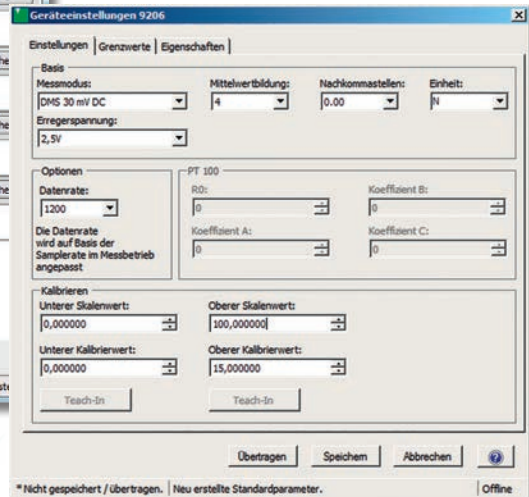 Geräteeinstellungen 9206
Einstellungen Grenzwerte Eigenschaften
Basis
Messmodus: Mittelwertbildung: Nachkommastellen: Einheit:
DMS 30 mV DC 4 0.00 N
Erregerspannung:
2,5V
Optionen
Datenrate:
1200
Die Datenrate
wird auf Basis der
Samplerate im Messbetrieb
angepasst
PT 100
R0: Koeffizient B:
0 0
Koeffizient A: Koeffizient C:
0 0
Kalibrieren
Unterer Skalenwert: Oberer Skalenwert:
0,000000 100,000000
Unterer Kalibrierwert: Oberer Kalibrierwert:
0,000000 15,000000
Teach-In Teach-In
Übertragen Speichern Abbrechen
* Nicht gespeichert / übertragen. Neu erstellte Standardparameter. Offline